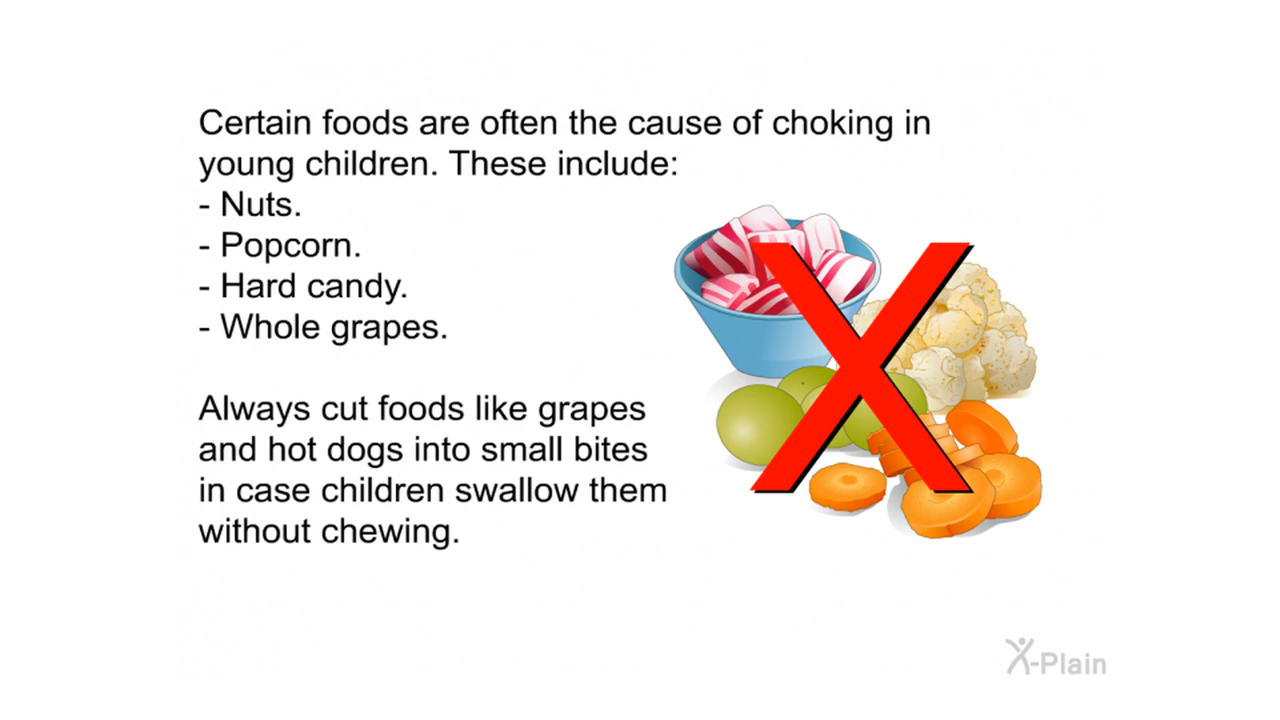 Certain foods are often the cause of choking in
young children. These include:
- Nuts.
- Popcorn.
- Hard candy.
- Whole grapes.
Always cut foods like grapes
and hot dogs into small bites
in case children swallow them
without chewing.
X-Plain